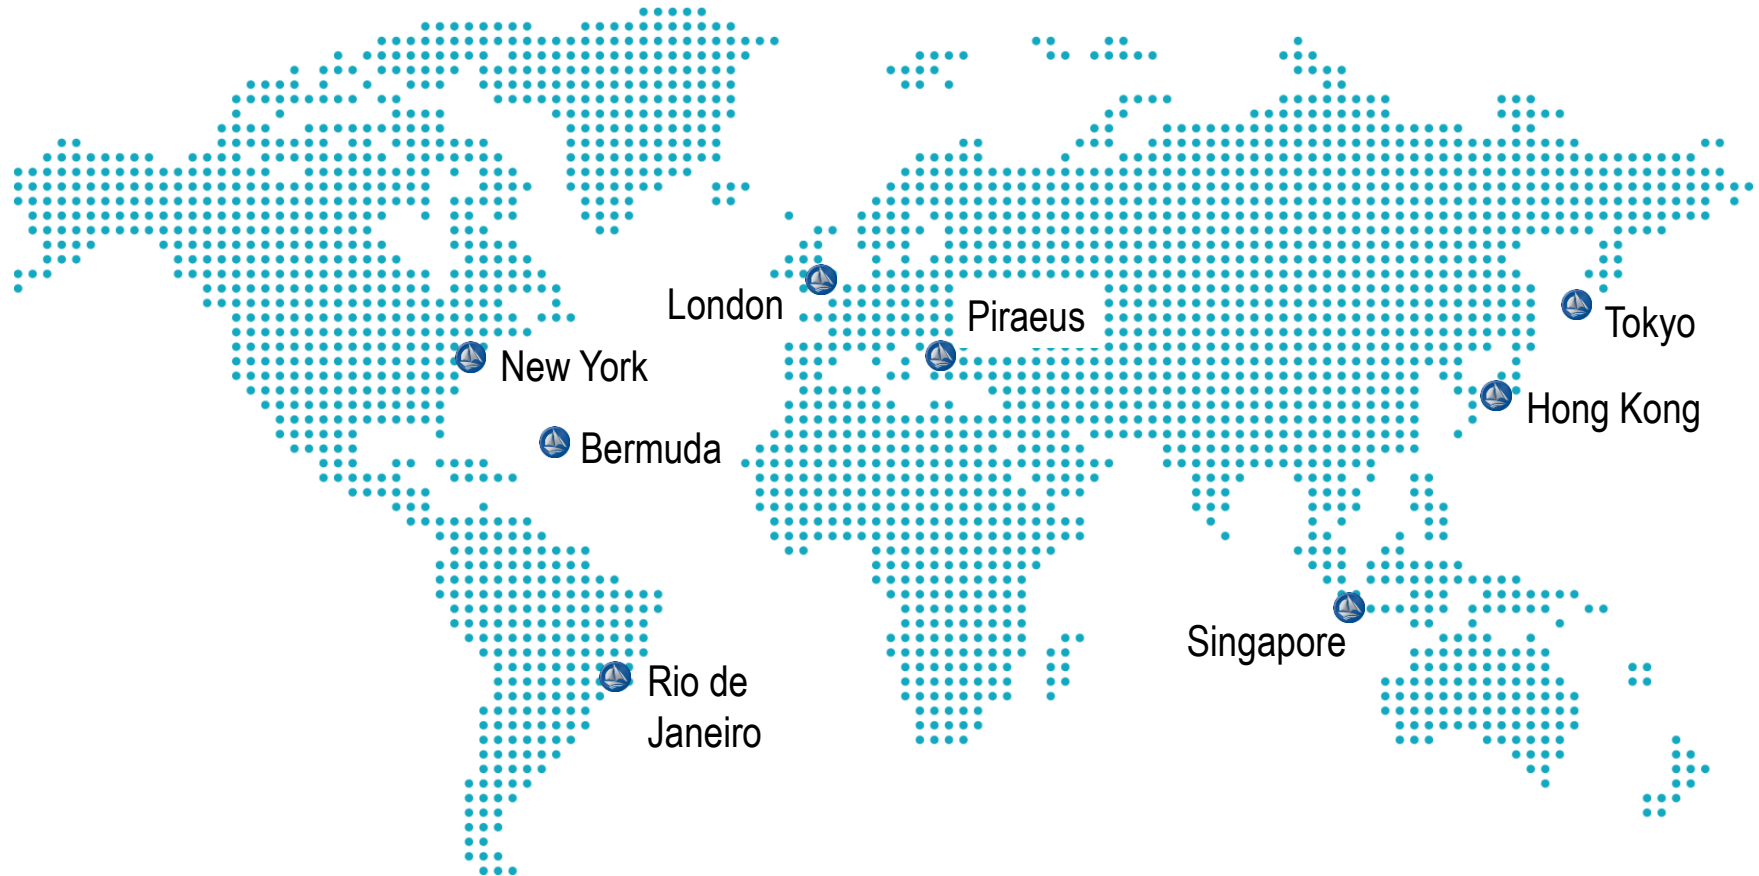 London
Piraeus
Tokyo
New York
Hong Kong
Bermuda
Singapore
Rio de
Janeiro